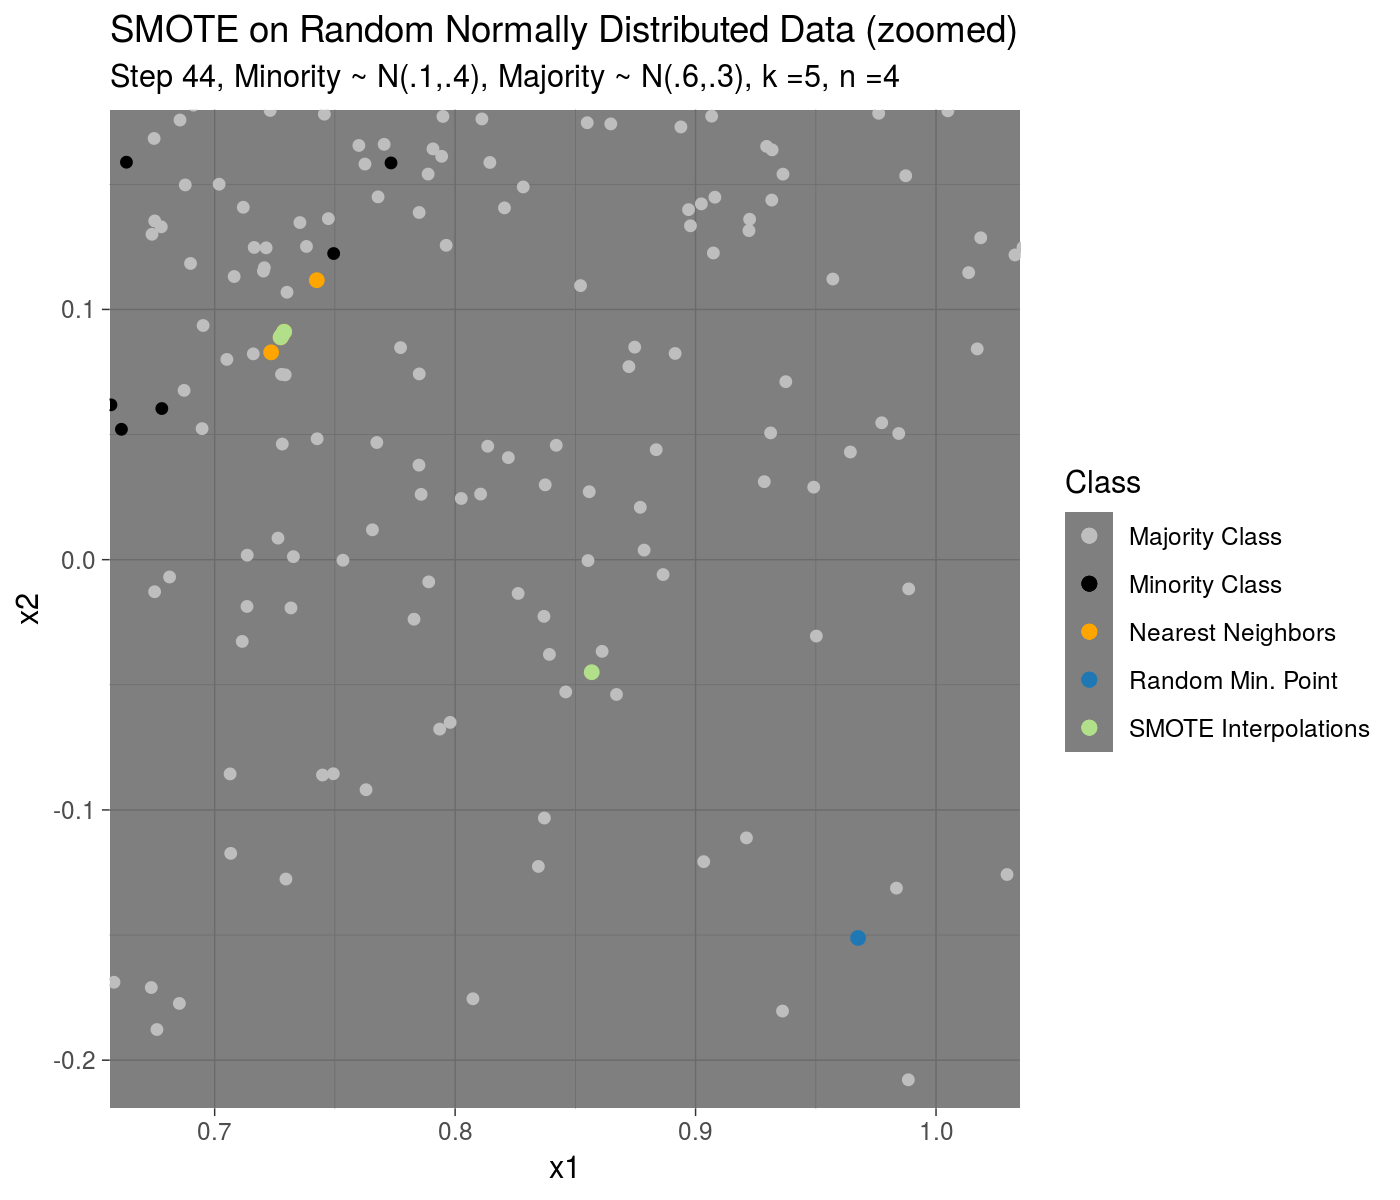 SMOTE on Random Normally Distributed Data (zoomed)
Step 44, Minority ~ N(.1,.4), Majority ~ N(.6,.3), k =5, n =4
0.1
0.0
-0.1
-0.2
x2
0.7 0.8 0.9 1.0
x1
Class
Majority Class
Minority Class
Nearest Neighbors
Random Min. Point
SMOTE Interpolations